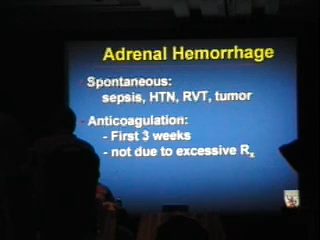 Adrenal Hemorrhage
Spontaneous:
sepsis, HTN, RVT, tumor
Anticoagulation:
- First 3 weeks
- not due to excessive Rx